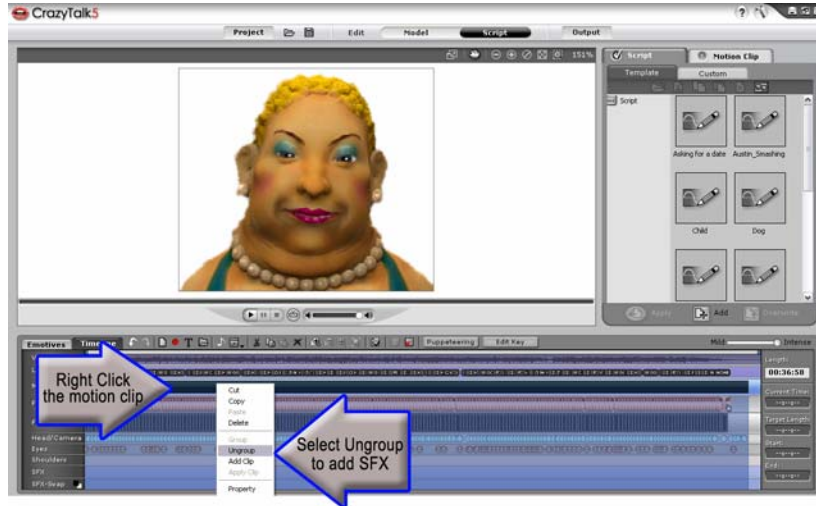 CrazyTalk5
Project
Edit
Model
Script
Output
151%
Script
Motion Clip
Template
Custom
Script
Asking for a date
Austin_Smashing
Child
Dog
Apply
Add
Overwrite
Emotives
Timeline
Puppeteering
Edit Key
Mild
Intense
Right Click
the motion clip
Cut
Copy
Paste
Delete
Group
Ungroup
Add Clip
Apply Clip
Property
Select Ungroup
to add SFX
Head/Camera
Eyes
Shoulders
SFX
SFX-Swap
Length:
00:36:58
Current Time:
--:--:--
Target Length:
--:--:--
Start:
--:--:--
End:
--:--:--